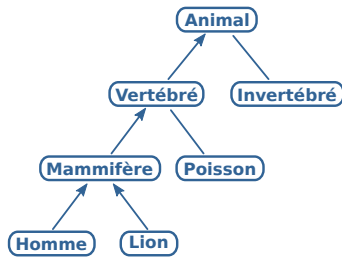 Animal
Vertébré
Invertébré
Mammifère
Poisson
Homme
Lion